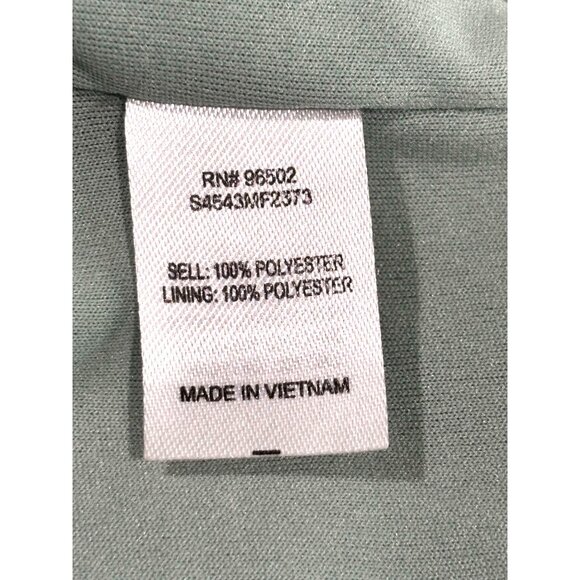 RN# 96502
S4543MF2373
SELL: 100% POLYESTER
LINING: 100% POLYESTER
MADE IN VIETNAM